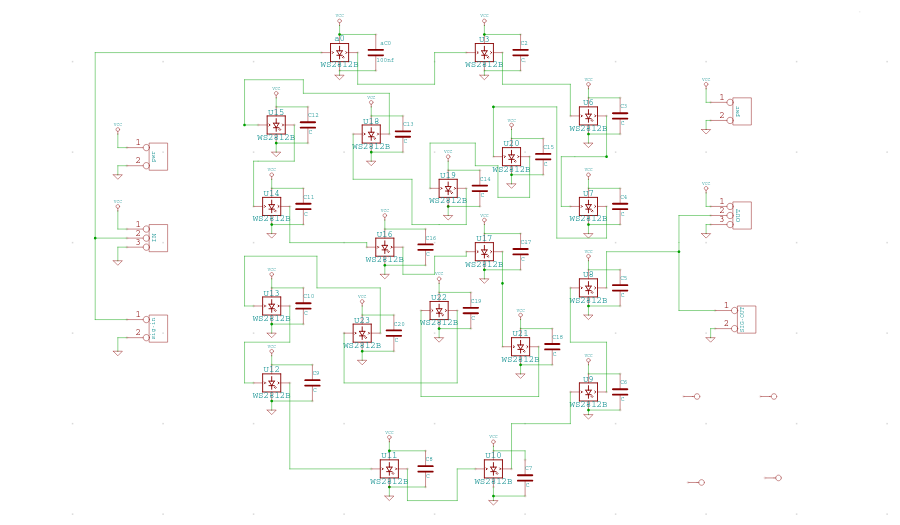 VCC
VCC
U3
C2
WS2812B
100nF
WS2812B
VCC
VCC
VCC
U6
C3
WS2812B
1
2
pwr
VCC
U15
C12
C
WS2812B
VCC
U18
C13
C
WS2812B
VCC
U20
C15
C
WS2812B
VCC
1
2
pwr
VCC
U19
C14
C
WS2812B
VCC
U14
C11
C
WS2812B
VCC
U7
C4
C
WS2812B
VCC
1
2
3
OUT
VCC
1
2
3
IN
VCC
U16
C16
C
WS2812B
VCC
U17
C17
C
WS2812B
VCC
U8
C5
C
WS2812B
VCC
U13
C10
C
WS2812B
VCC
U22
C19
C
WS2812B
VCC
U23
C20
C
WS2812B
VCC
U21
C18
C
WS2812B
1
2
sig-in
1
2
SIG-OUT
VCC
U12
C9
C
WS2812B
VCC
U9
C6
C
WS2812B
VCC
U11
C8
C
WS2812B
VCC
U10
C7
C
WS2812B